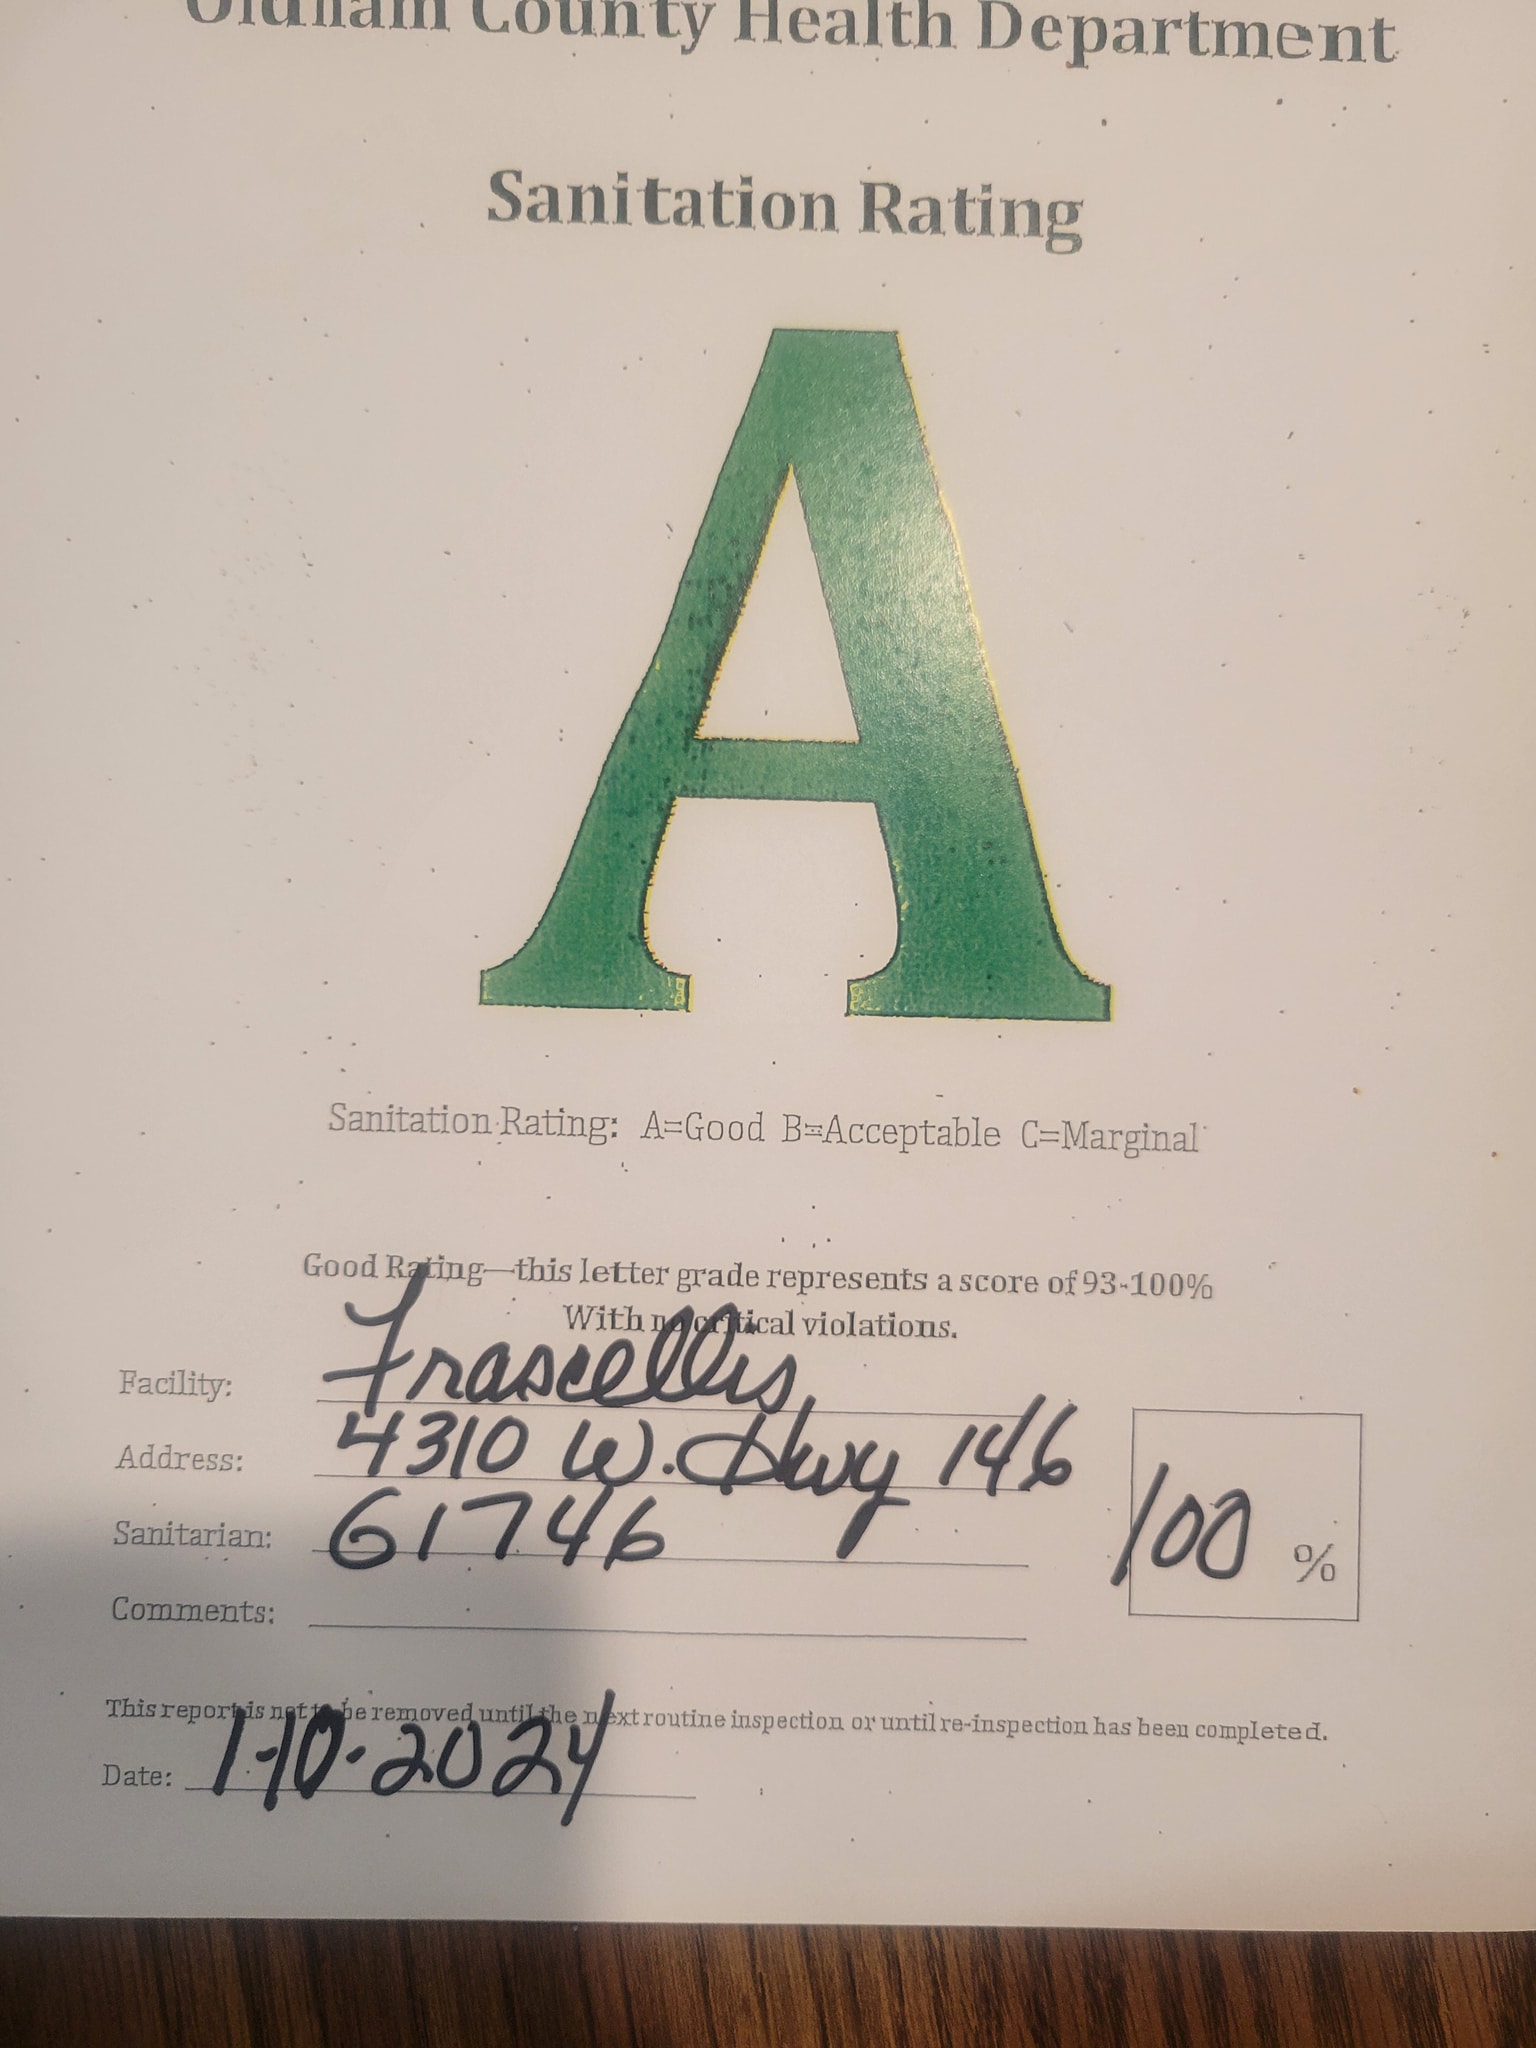 Oldham County Health Department
Sanitation Rating
A
Sanitation Rating: A=Good B=Acceptable C=Marginal
Good Rating—this letter grade represents a score of 93-100%
With no critical violations.
Facility: Frascellis
Address: 4310 W. Hwy 146
Sanitarian: 61746
100 %
Comments:
This report is not to be removed until the next routine inspection or until re-inspection has been completed.
Date: 1-10-2024